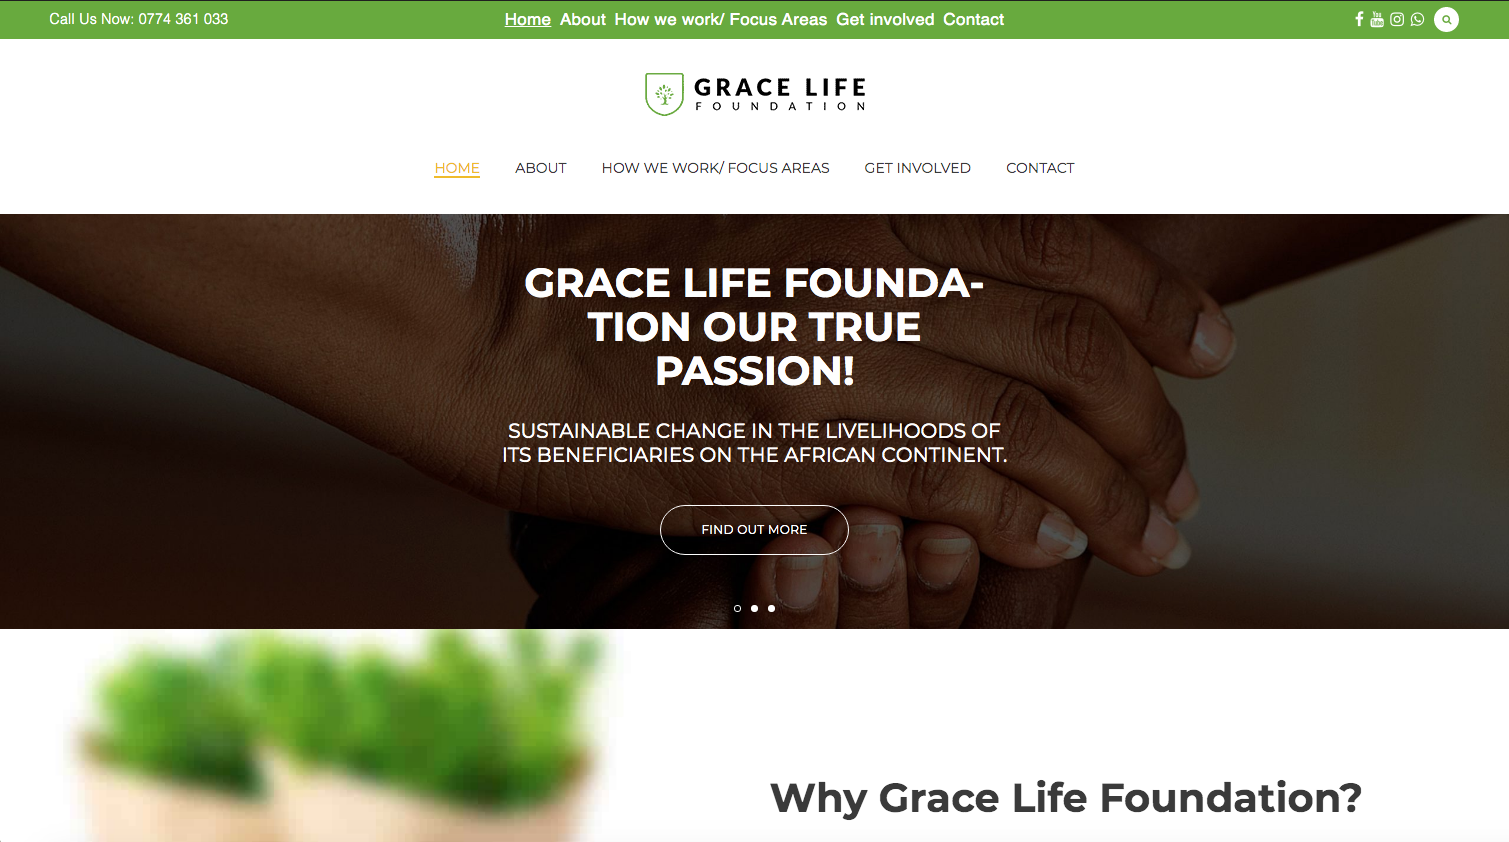 Call Us Now: 0774 361 033
Home About How we work/ Focus Areas Get involved Contact
GRACE LIFE
FOUNDATION
HOME ABOUT HOW WE WORK/ FOCUS AREAS GET INVOLVED CONTACT
GRACE LIFE FOUNDA-
TION OUR TRUE
PASSION!
SUSTAINABLE CHANGE IN THE LIVELIHOODS OF
ITS BENEFICIARIES ON THE AFRICAN CONTINENT.
FIND OUT MORE
Why Grace Life Foundation?